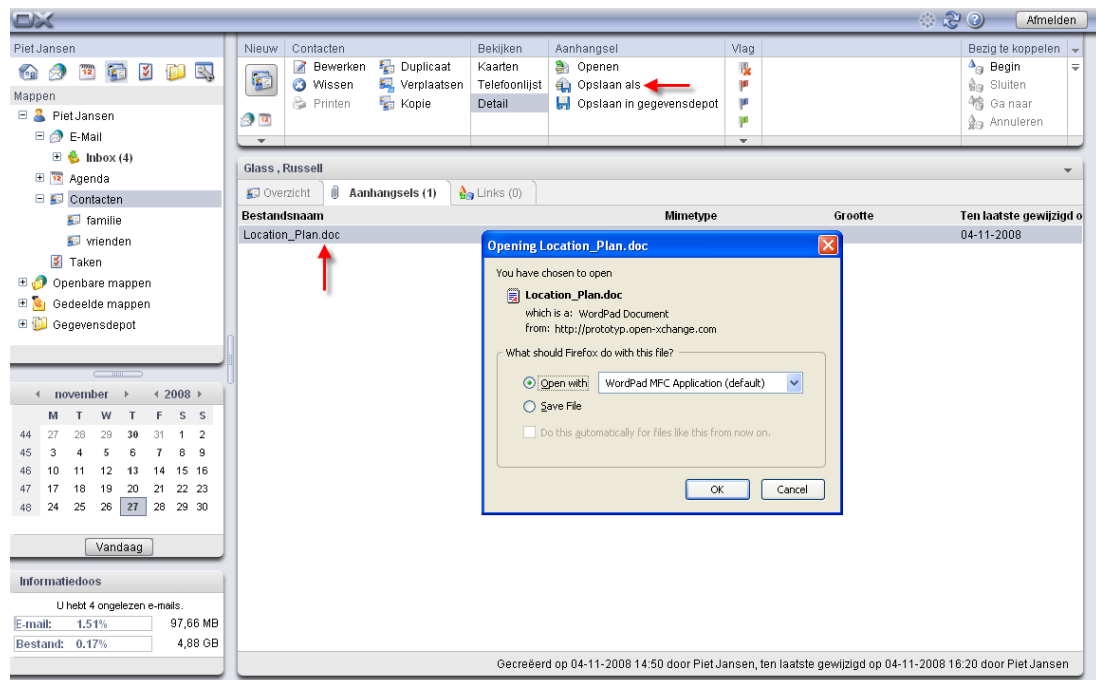 OX
Afmelden
Piet Jansen
Mappen
Piet Jansen
E-Mail
Inbox (4)
Agenda
Contacten
familie
vrienden
Taken
Openbare mappen
Gedeelde mappen
Gegevensdepot
Nieuw
Contacten
Bewerken
Duplicaat
Wissen
Verplaatsen
Printen
Kopie
Bekijken
Kaarten
Telefoonlijst
Detail
Aanhangsel
Openen
Opslaan als
Opslaan in gegevensdepot
Vlag
Bezig te koppelen
Begin
Sluiten
Ga naar
Annuleren
Glass , Russell
Overzicht
Aanhangsels (1)
Links (0)
Bestandsnaam Mimetype Grootte Ten laatste gewijzigd o
Location_Plan.doc 04-11-2008
Opening Location_Plan.doc
You have chosen to open
Location_Plan.doc
which is a: WordPad Document
from: http://prototyp.open-xchange.com
What should Firefox do with this file?
Open with WordPad MFC Application (default)
Save File
Do this automatically for files like this from now on.
OK Cancel
november 2008
M T W T F S S
44 27 28 29 30 31 1 2
45 3 4 5 6 7 8 9
46 10 11 12 13 14 15 16
47 17 18 19 20 21 22 23
48 24 25 26 27 28 29 30
Vandaag
Informatiedoos
U hebt 4 ongelezen e-mails.
E-mail: 1.51% 97,66 MB
Bestand: 0.17% 4,88 GB
Gecreëerd op 04-11-2008 14:50 door Piet Jansen, ten laatste gewijzigd op 04-11-2008 16:20 door Piet Jansen